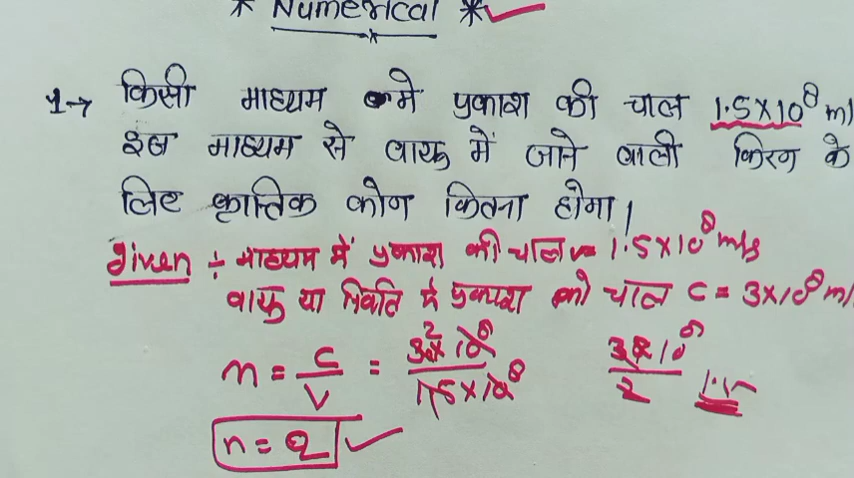 * Numerical *
1→ किसी माध्यम में प्रकाश की चाल 1.5×10⁸ m/
इस माध्यम से वायु में जाने वाली किरण के
लिए क्रान्तिक कोण कितना होगा।
given ÷ माध्यम में प्रकाश की चाल v= 1.5×10⁸ m/s
वायु या निर्वात में प्रकाश की चाल c = 3×10⁸ m/
n = c/v = 3×10⁸/1.5×10⁸
n = 2